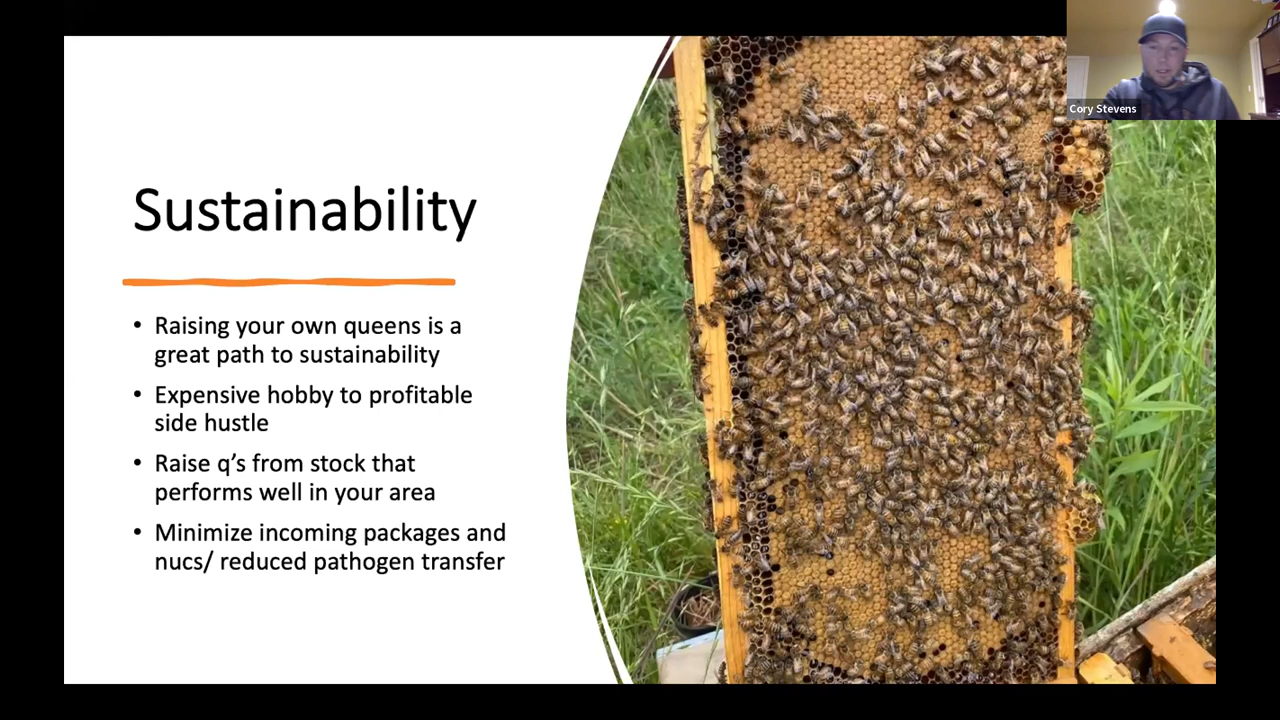 Cory Stevens
Sustainability
• Raising your own queens is a
great path to sustainability
• Expensive hobby to profitable
side hustle
• Raise q’s from stock that
performs well in your area
• Minimize incoming packages and
nucs/ reduced pathogen transfer